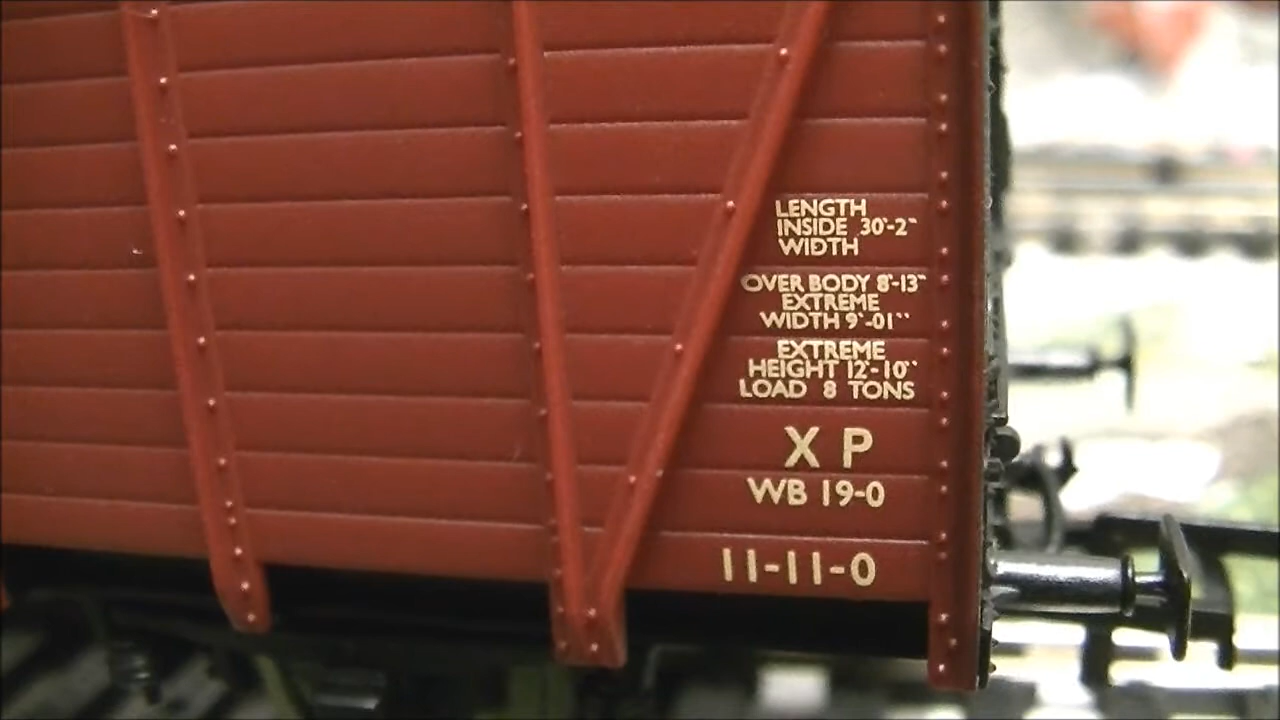 LENGTH
INSIDE 30'-2"
WIDTH
OVER BODY 8'-13"
EXTREME
WIDTH 9'-01"
EXTREME
HEIGHT 12'-10"
LOAD 8 TONS
X P
WB 19-0
11-11-0